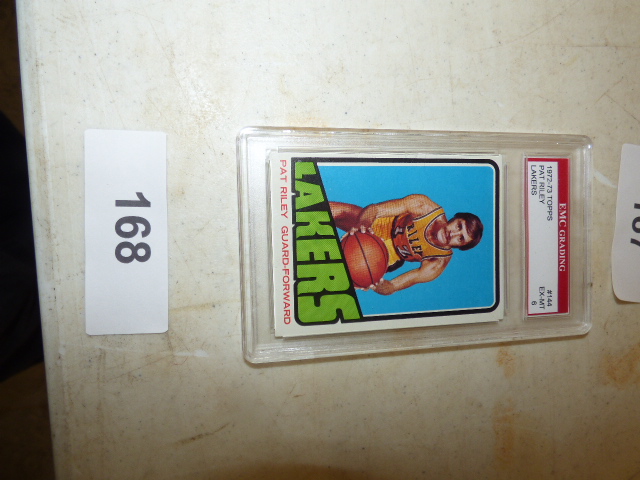 EMC GRADING
1972-73 TOPPS #144
PAT RILEY EX-MT
LAKERS 6
LAKERS
PAT RILEY GUARD-FORWARD
168